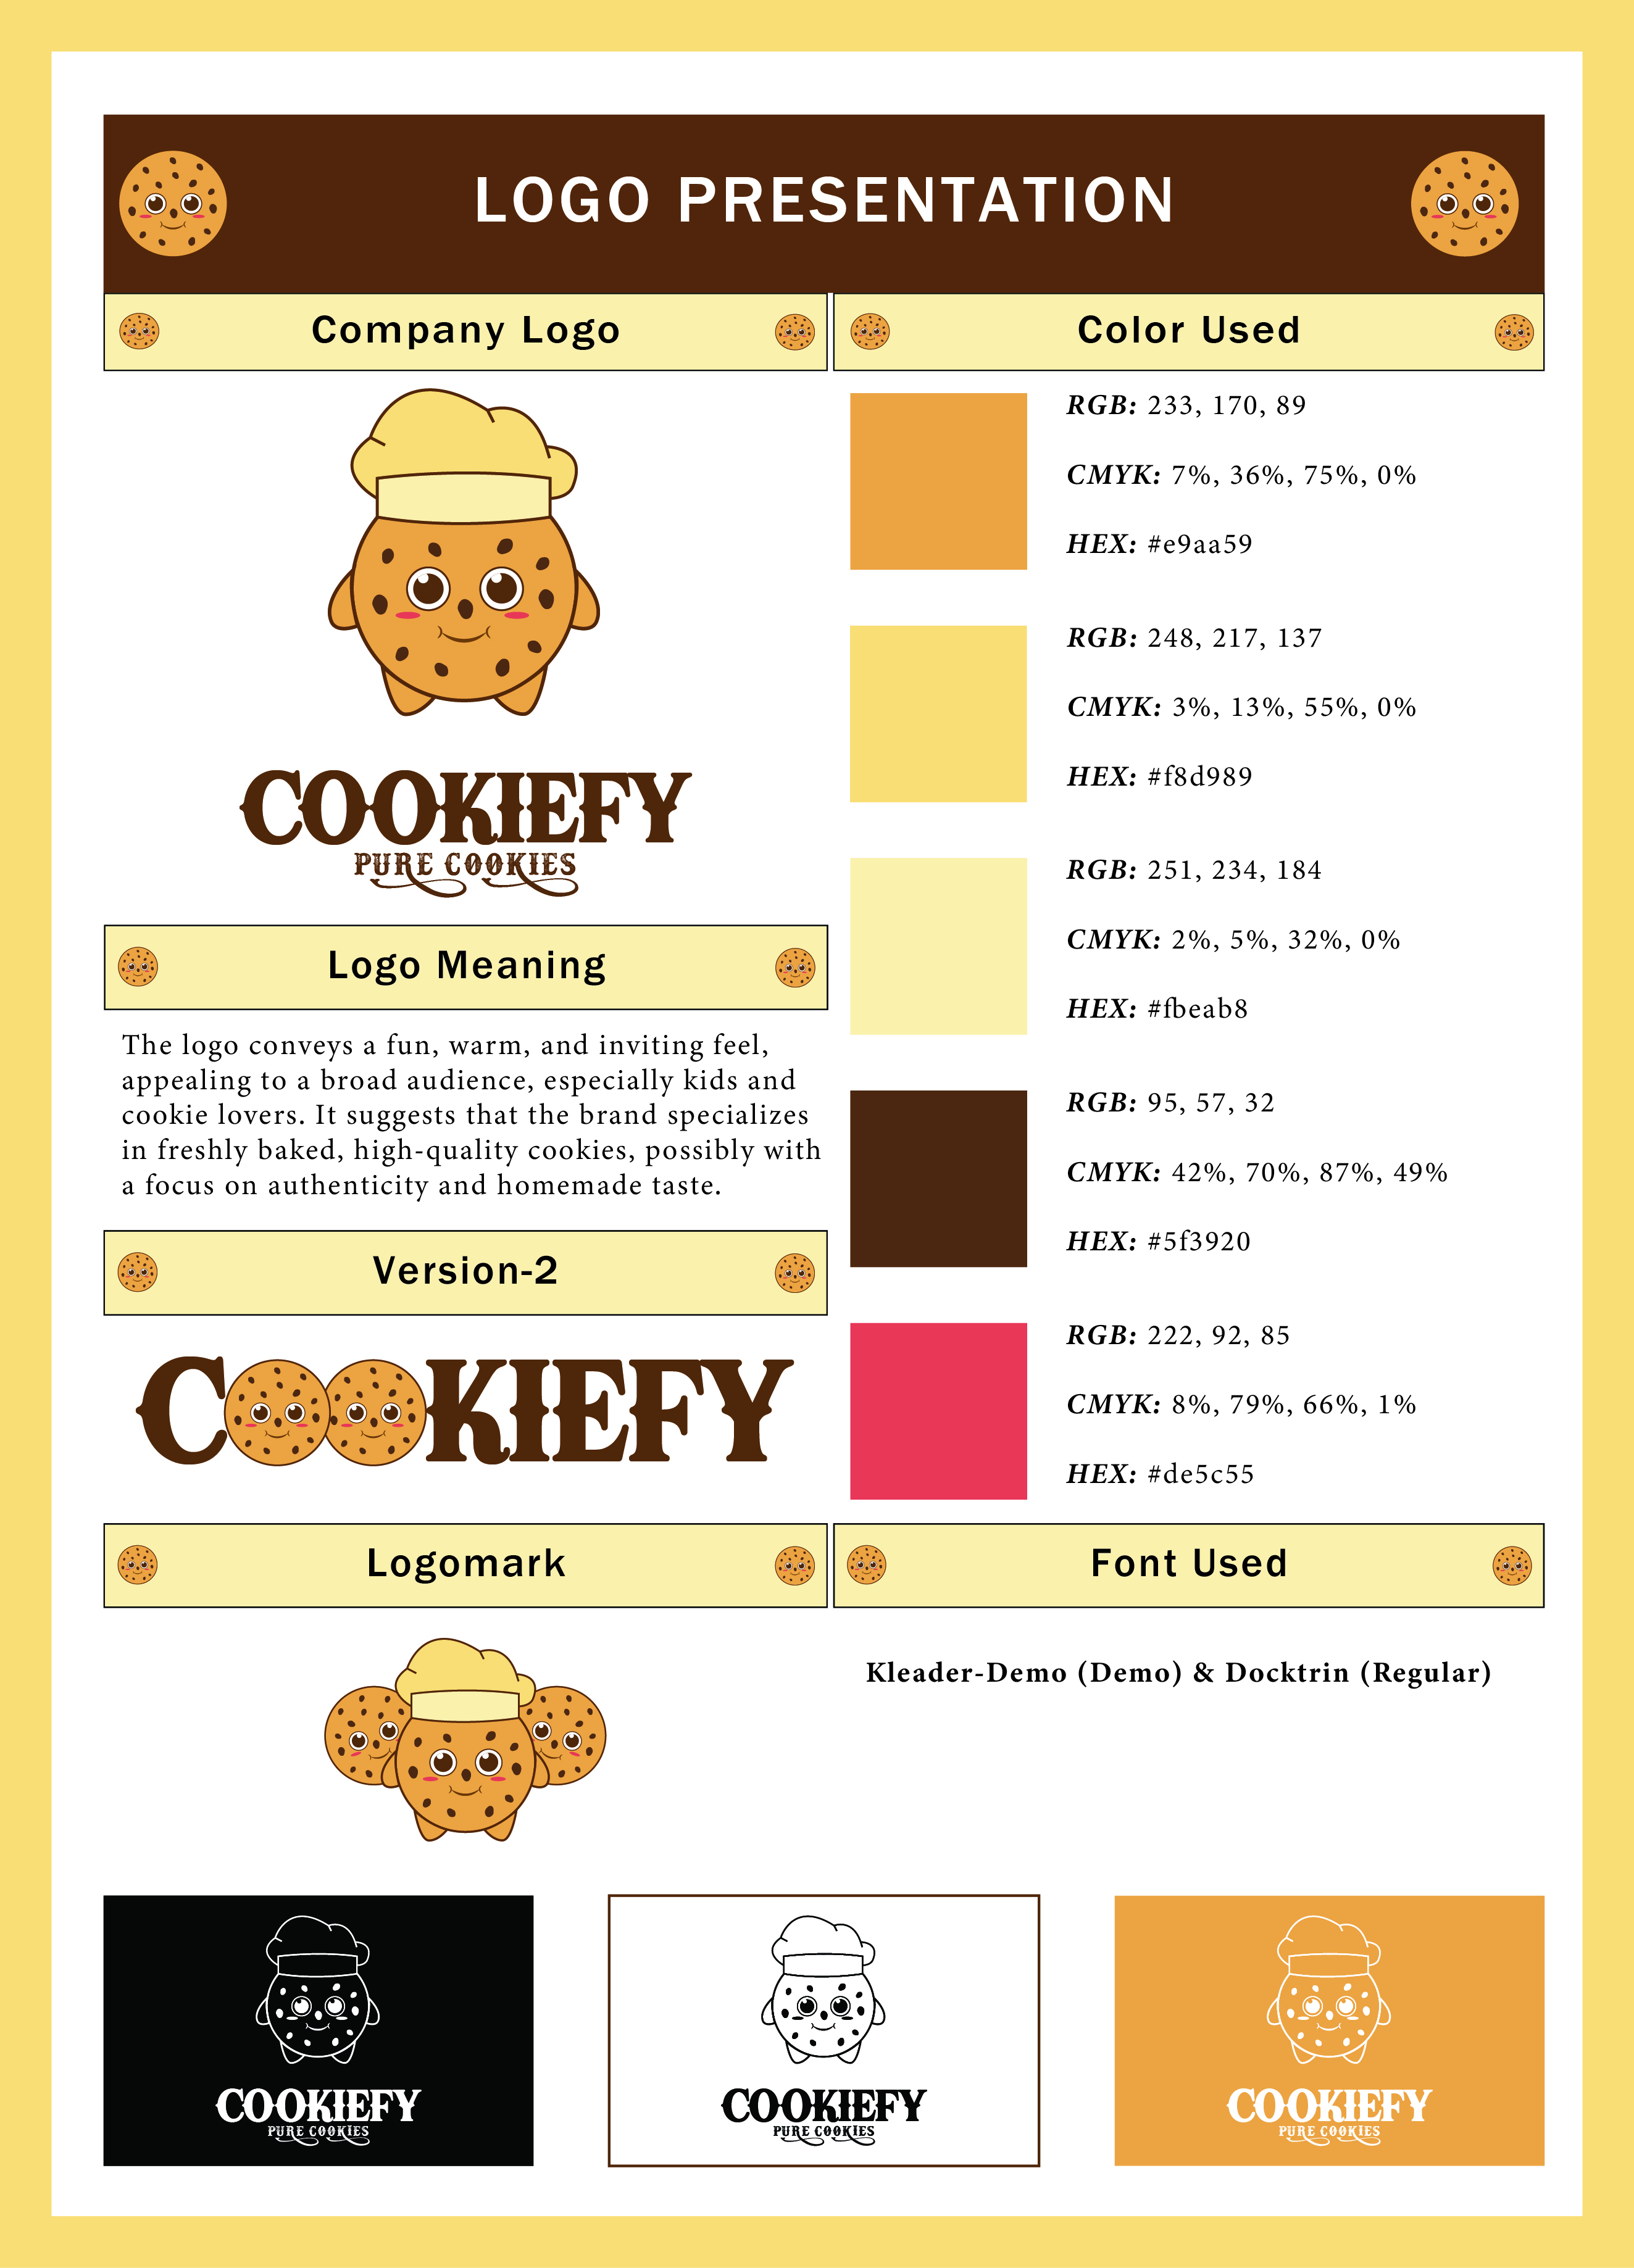 LOGO PRESENTATION
Company Logo
COOKIEFY
PURE COOKIES
Logo Meaning
The logo conveys a fun, warm, and inviting feel,
appealing to a broad audience, especially kids and
cookie lovers. It suggests that the brand specializes
in freshly baked, high-quality cookies, possibly with
a focus on authenticity and homemade taste.
Version-2
COOKIEFY
Color Used
RGB: 233, 170, 89
CMYK: 7%, 36%, 75%, 0%
HEX: #e9aa59
RGB: 248, 217, 137
CMYK: 3%, 13%, 55%, 0%
HEX: #f8d989
RGB: 251, 234, 184
CMYK: 2%, 5%, 32%, 0%
HEX: #fbeab8
RGB: 95, 57, 32
CMYK: 42%, 70%, 87%, 49%
HEX: #5f3920
RGB: 222, 92, 85
CMYK: 8%, 79%, 66%, 1%
HEX: #de5c55
Logomark
Font Used
Kleader-Demo (Demo) & Docktrin (Regular)
COOKIEFY
PURE COOKIES
COOKIEFY
PURE COOKIES
COOKIEFY
PURE COOKIES